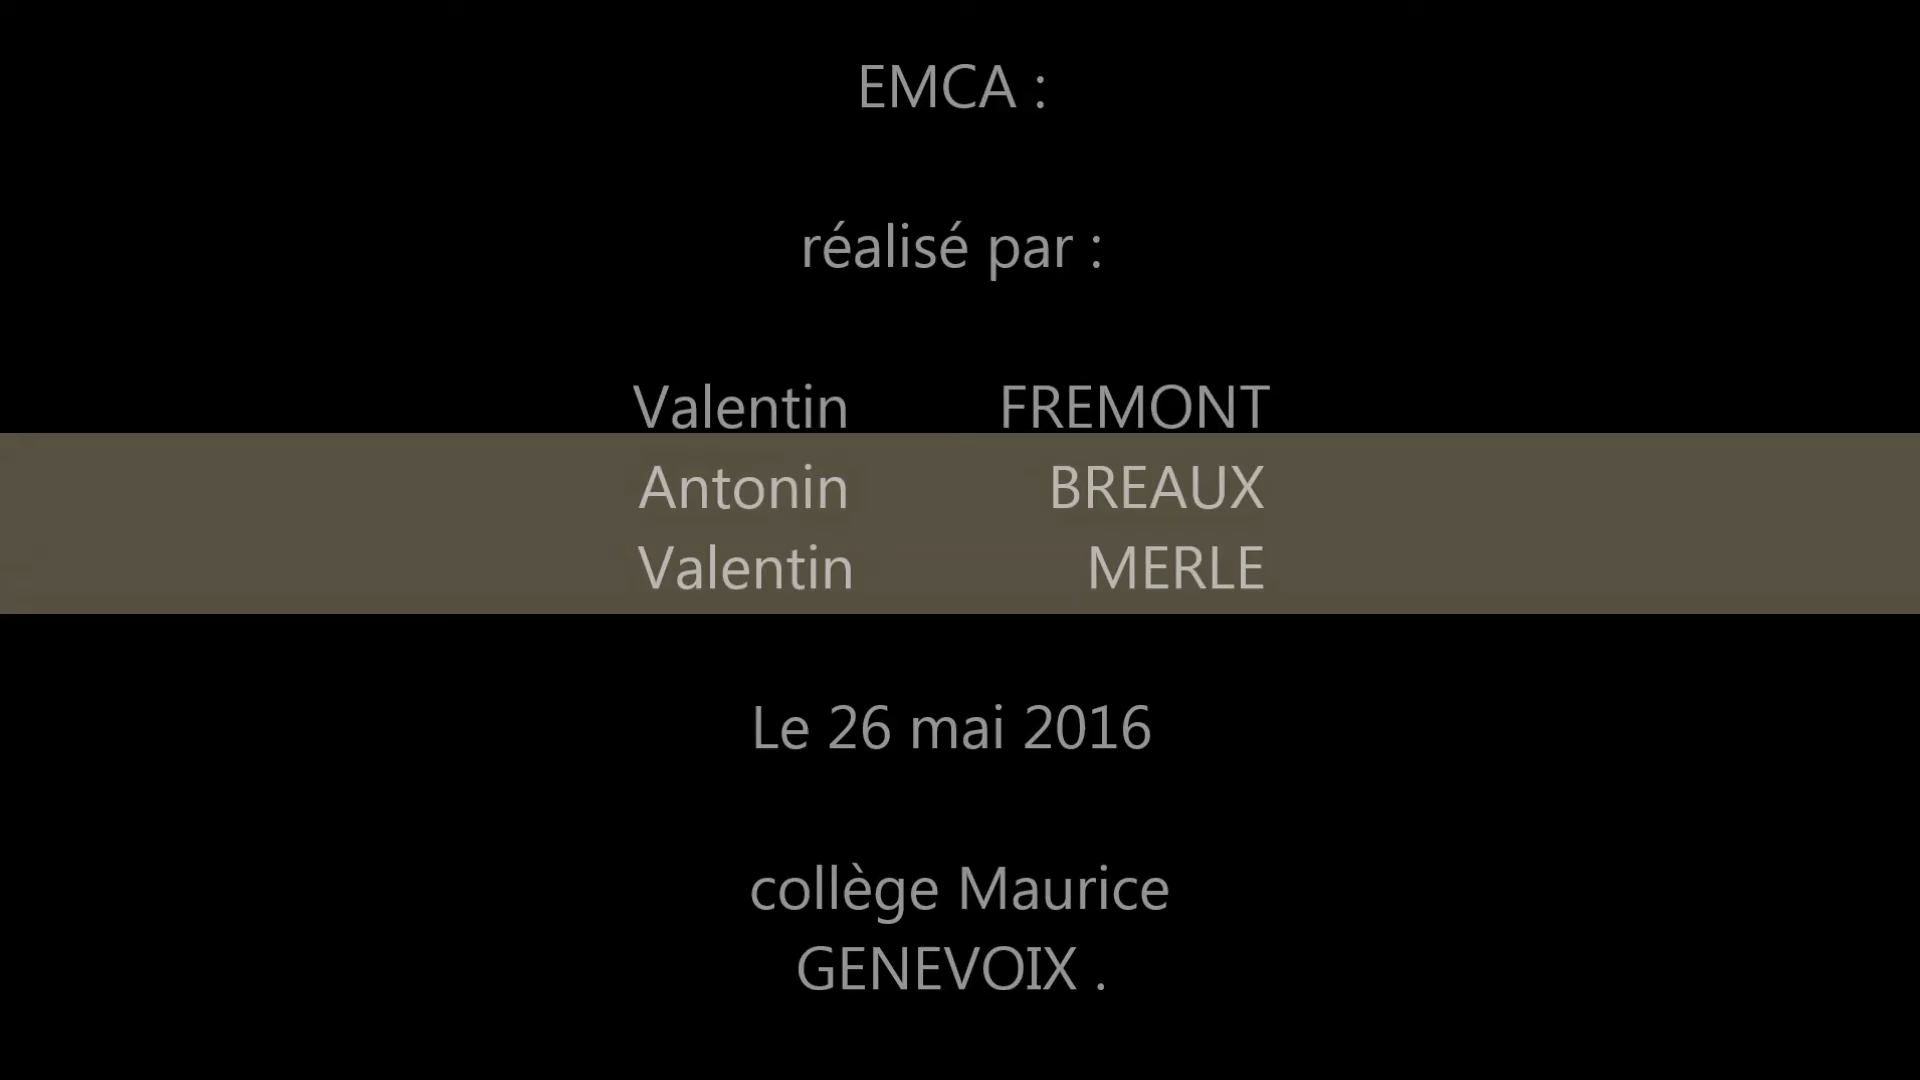 EMCA :
réalisé par :
Valentin FREMONT
Antonin BREAUX
Valentin MERLE
Le 26 mai 2016
collège Maurice
GENEVOIX .